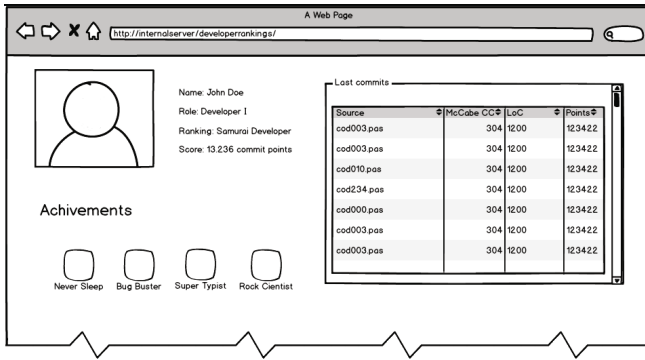 A Web Page
http://internalserver/developerrankings/
Name: John Doe
Role: Developer I
Ranking: Samurai Developer
Score: 13.236 commit points
Achivements
Never Sleep Bug Buster Super Typist Rock Cientist
Last commits
Source McCabe CC LoC Points
cod003.pas 304 1200 123422
cod003.pas 304 1200 123422
cod010.pas 304 1200 123422
cod234.pas 304 1200 123422
cod000.pas 304 1200 123422
cod003.pas 304 1200 123422
cod003.pas 304 1200 123422